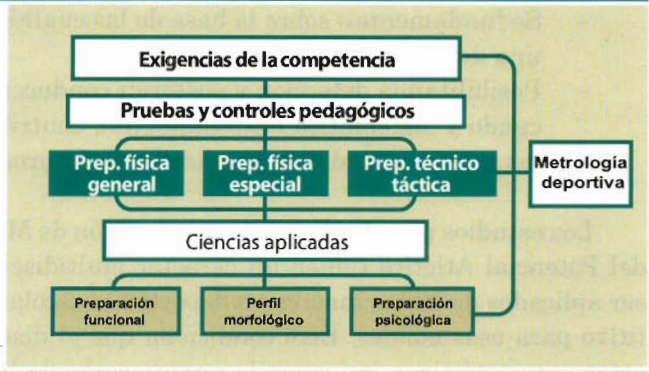 Exigencias de la competencia
Pruebas y controles pedagógicos
Prep. física
general
Prep. física
especial
Prep. técnico
táctica
Metrología
deportiva
Ciencias aplicadas
Preparación
funcional
Perfil
morfológico
Preparación
psicológica